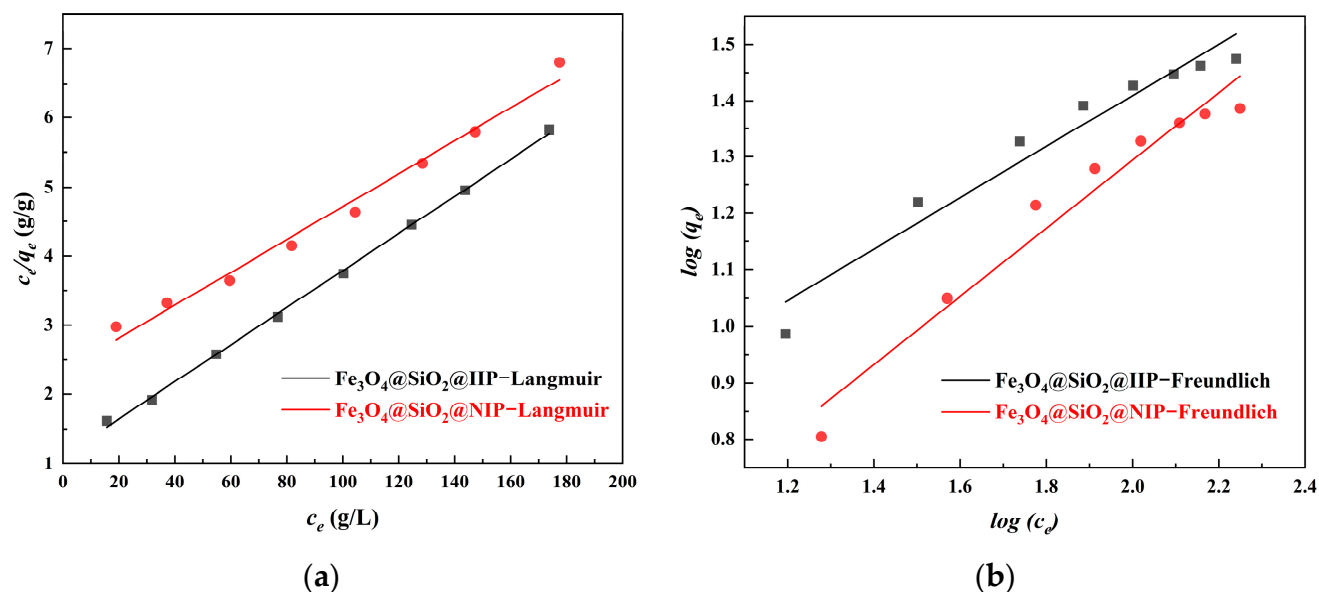 7
6
5
4
3
2
1
0 20 40 60 80 100 120 140 160 180 200
c_e/q_e (g/g)
c_e (g/L)
Fe₃O₄@SiO₂@IIP−Langmuir
Fe₃O₄@SiO₂@NIP−Langmuir
(a)
1.5
1.4
1.3
1.2
1.1
1.0
0.9
0.8
1.2 1.4 1.6 1.8 2.0 2.2 2.4
log (q_e)
log (c_e)
Fe₃O₄@SiO₂@IIP−Freundlich
Fe₃O₄@SiO₂@NIP−Freundlich
(b)